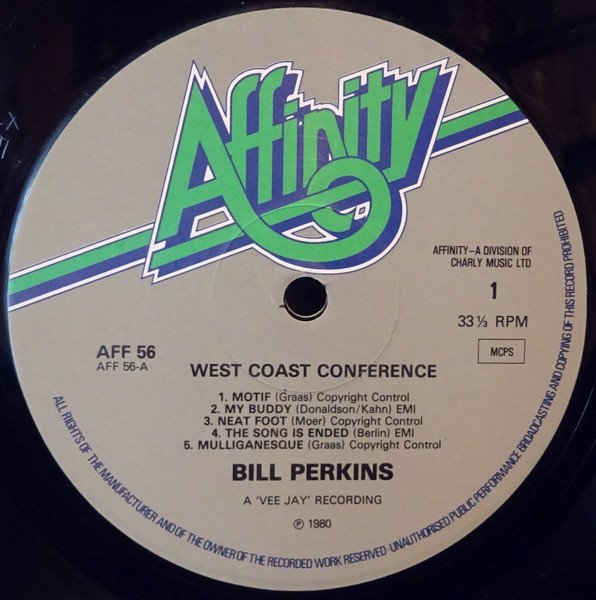 Affinity
AFFINITY—A DIVISION OF
CHARLY MUSIC LTD
1
33 ⅓ RPM
MCPS
AFF 56
AFF 56-A
WEST COAST CONFERENCE
1. MOTIF (Graas) Copyright Control
2. MY BUDDY (Donaldson/Kahn) EMI
3. NEAT FOOT (Moer) Copyright Control
4. THE SONG IS ENDED (Berlin) EMI
5. MULLIGANESQUE (Graas) Copyright Control
BILL PERKINS
A 'VEE JAY' RECORDING
℗ 1980
ALL RIGHTS OF THE MANUFACTURER AND OF THE OWNER OF THE RECORDED WORK RESERVED · UNAUTHORISED PUBLIC PERFORMANCE BROADCASTING AND COPYING OF THIS RECORD PROHIBITED